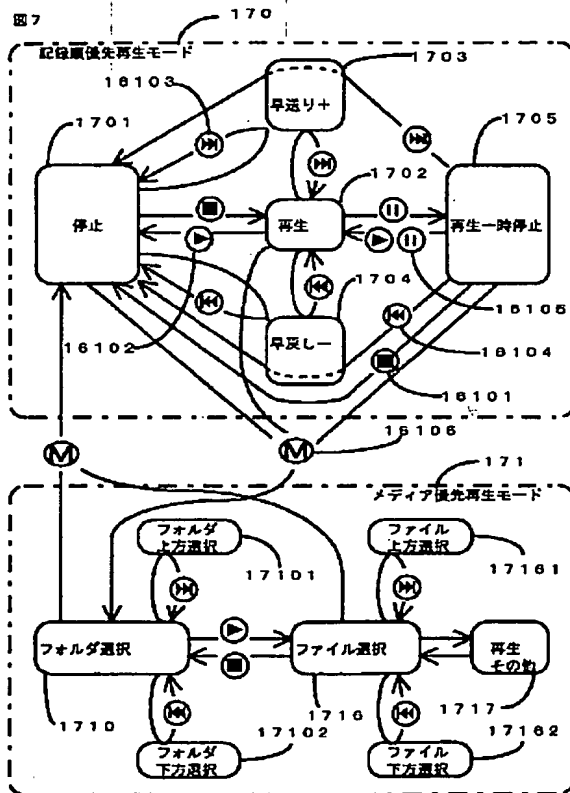 図7
170
記録順優先再生モード
16103
1703
1701
早送り+
1705
1702
停止
再生
再生一時停止
1704
早戻し−
16102
16105
16104
16101
M
M
16106
171
メディア優先再生モード
フォルダ
上方選択
ファイル
上方選択
17101
17161
フォルダ選択
ファイル選択
再生
その他
1710
17102
1716
1717
17162
フォルダ
下方選択
ファイル
下方選択